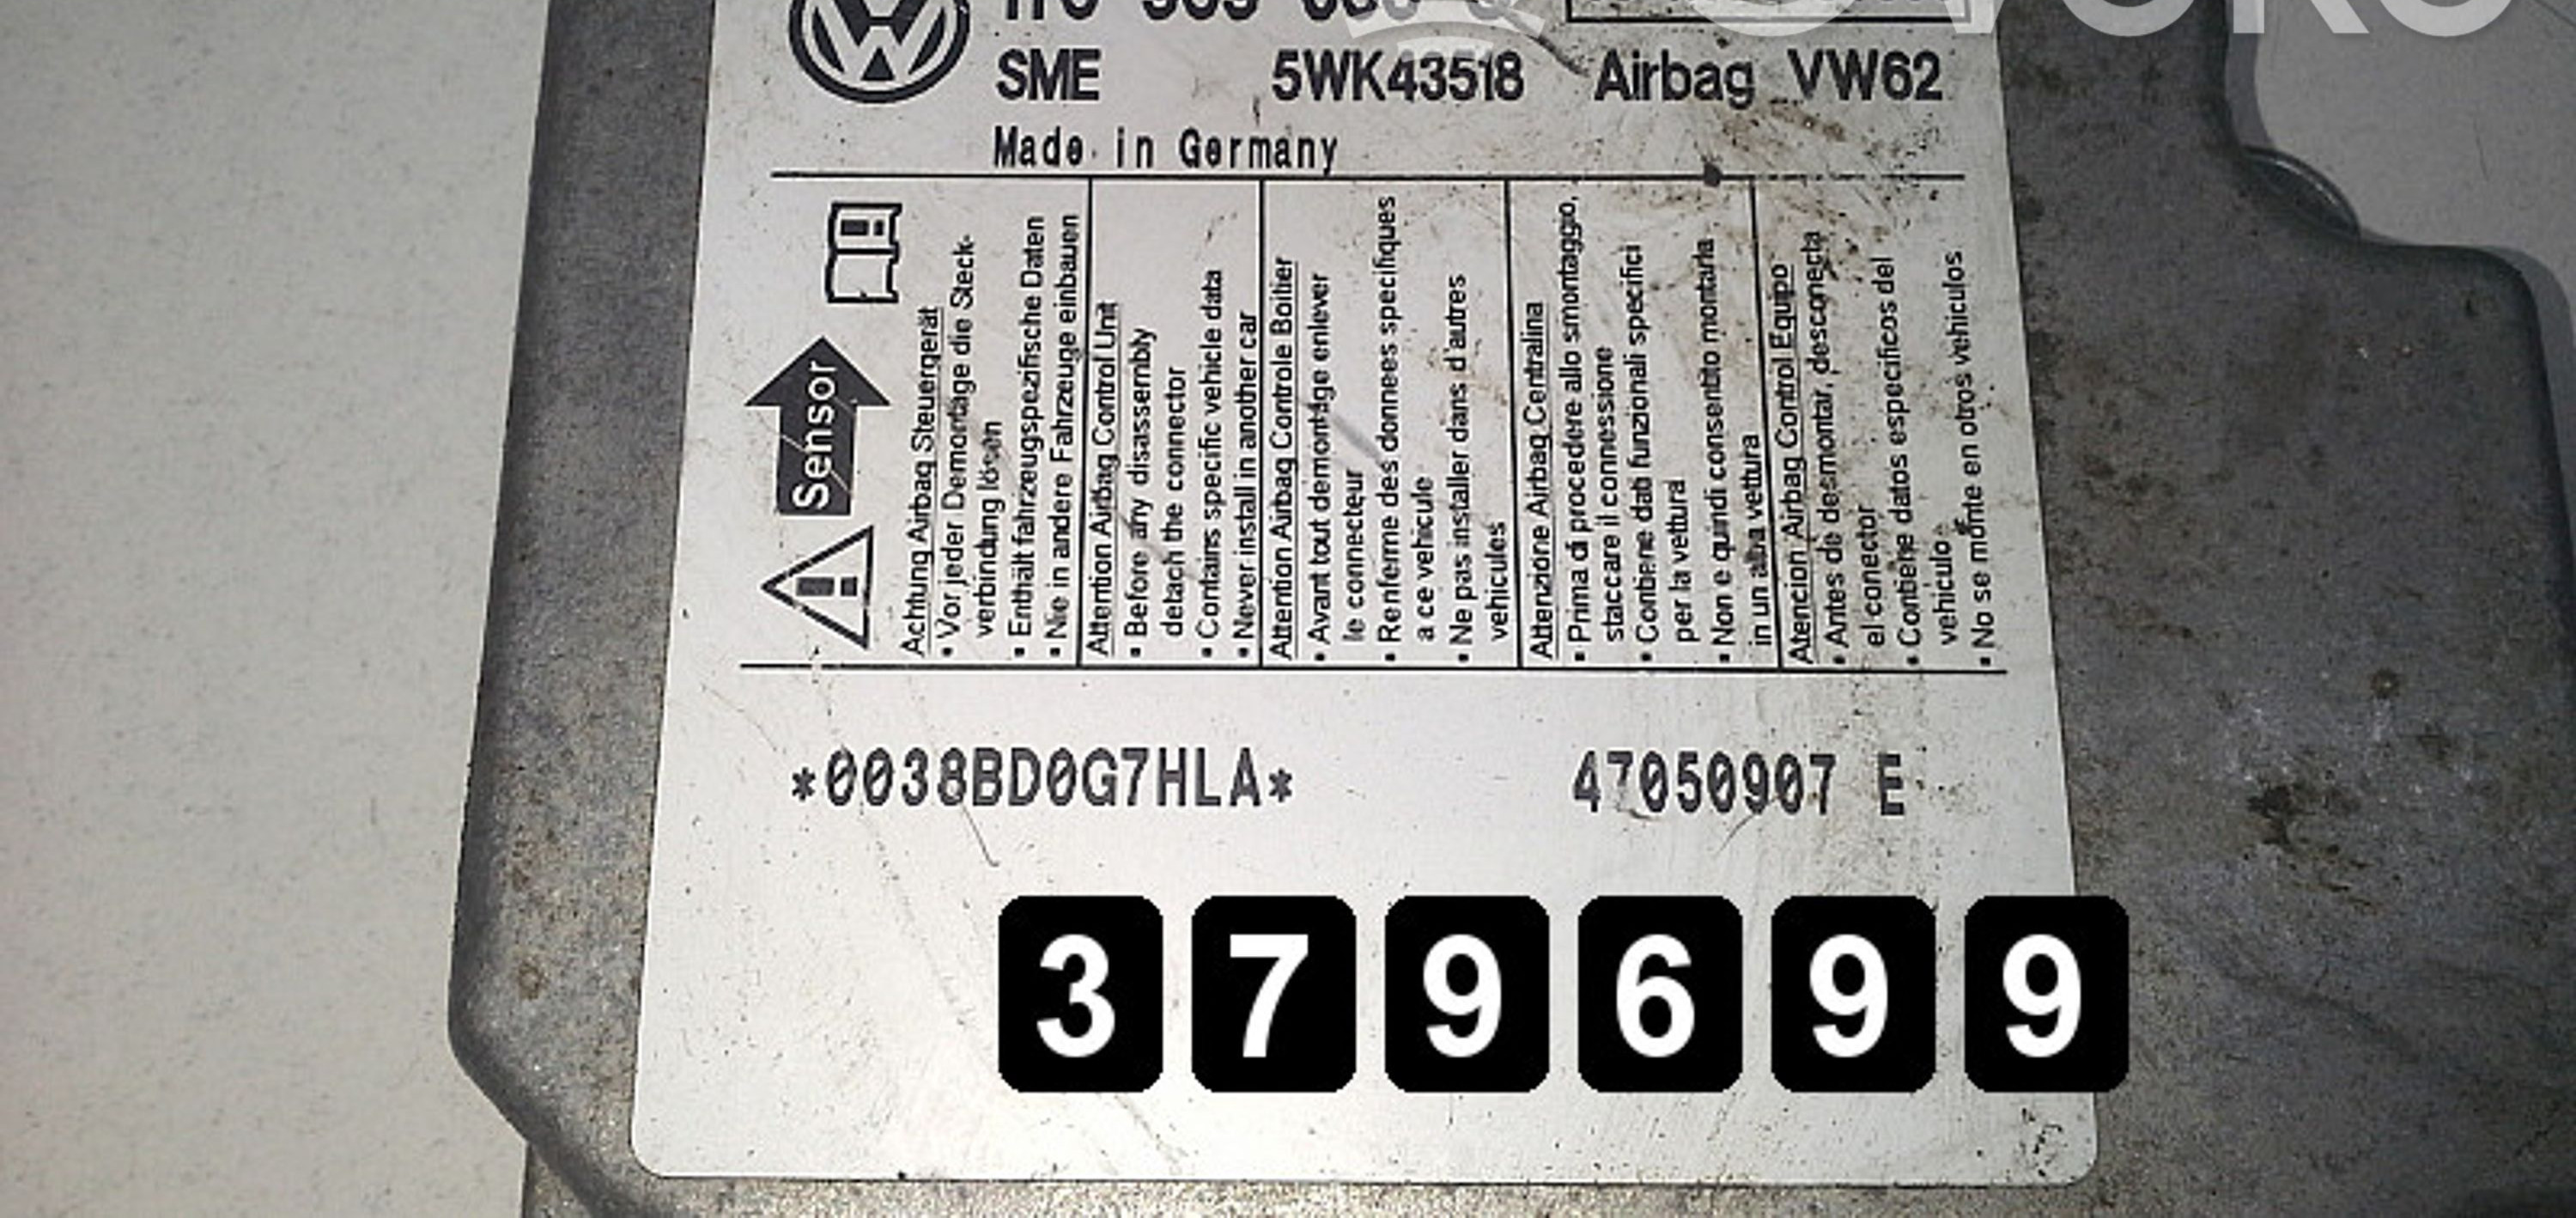 SME 5WK43518 Airbag VW62
Made in Germany
Sensor
Achtung Airbag Steuergerät
• Vor jeder Demontage die Steck-
verbindung lösen
• Enthält fahrzeugspezifische Daten
• Nie in andere Fahrzeuge einbauen
Attention Airbag Control Unit
• Before any disassembly
detach the connector
• Contains specific vehicle data
• Never install in another car
Attention Airbag Controle Boitier
• Avant tout demontage enlever
le connecteur
• Renferme des donnees specifiques
a ce vehicule
• Ne pas installer dans d'autres
vehicules
Attenzione Airbag Centralina
• Prima di procedere allo smontaggio,
staccare il connessione
• Contiene dati funzionali specifici
per la vettura
• Non e quindi consentito montarla
in un altra vettura
Atencion Airbag Control Equipo
• Antes de desmontar, desconecta
el conector
• Contiene datos especificos del
vehiculo
• No se monte en otros vehiculos
*0038BD0G7HLA* 47050907 E
379699